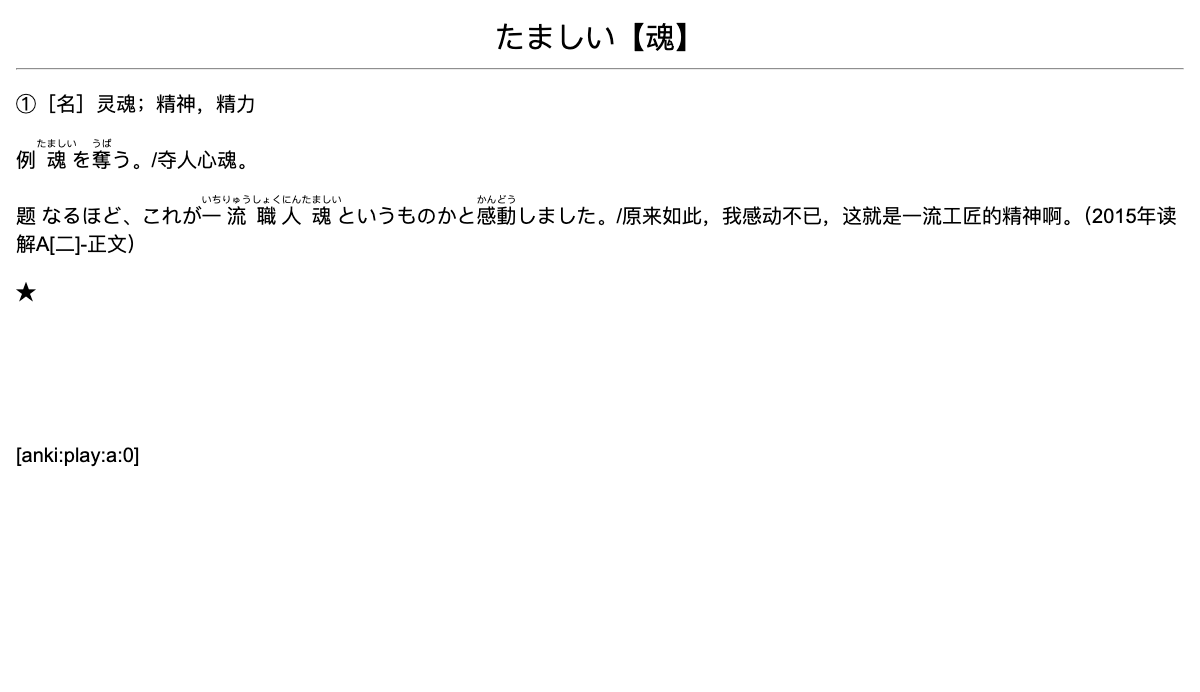 たましい【魂】
①［名］灵魂；精神，精力
たましい うば
例 魂を奪う。/夺人心魂。
いちりゅうしょくにんたましい かんどう
题 なるほど、これが一流職人魂というものかと感動しました。/原来如此，我感动不已，这就是一流工匠的精神啊。（2015年读
解A[二]-正文）
★
[anki:play:a:0]